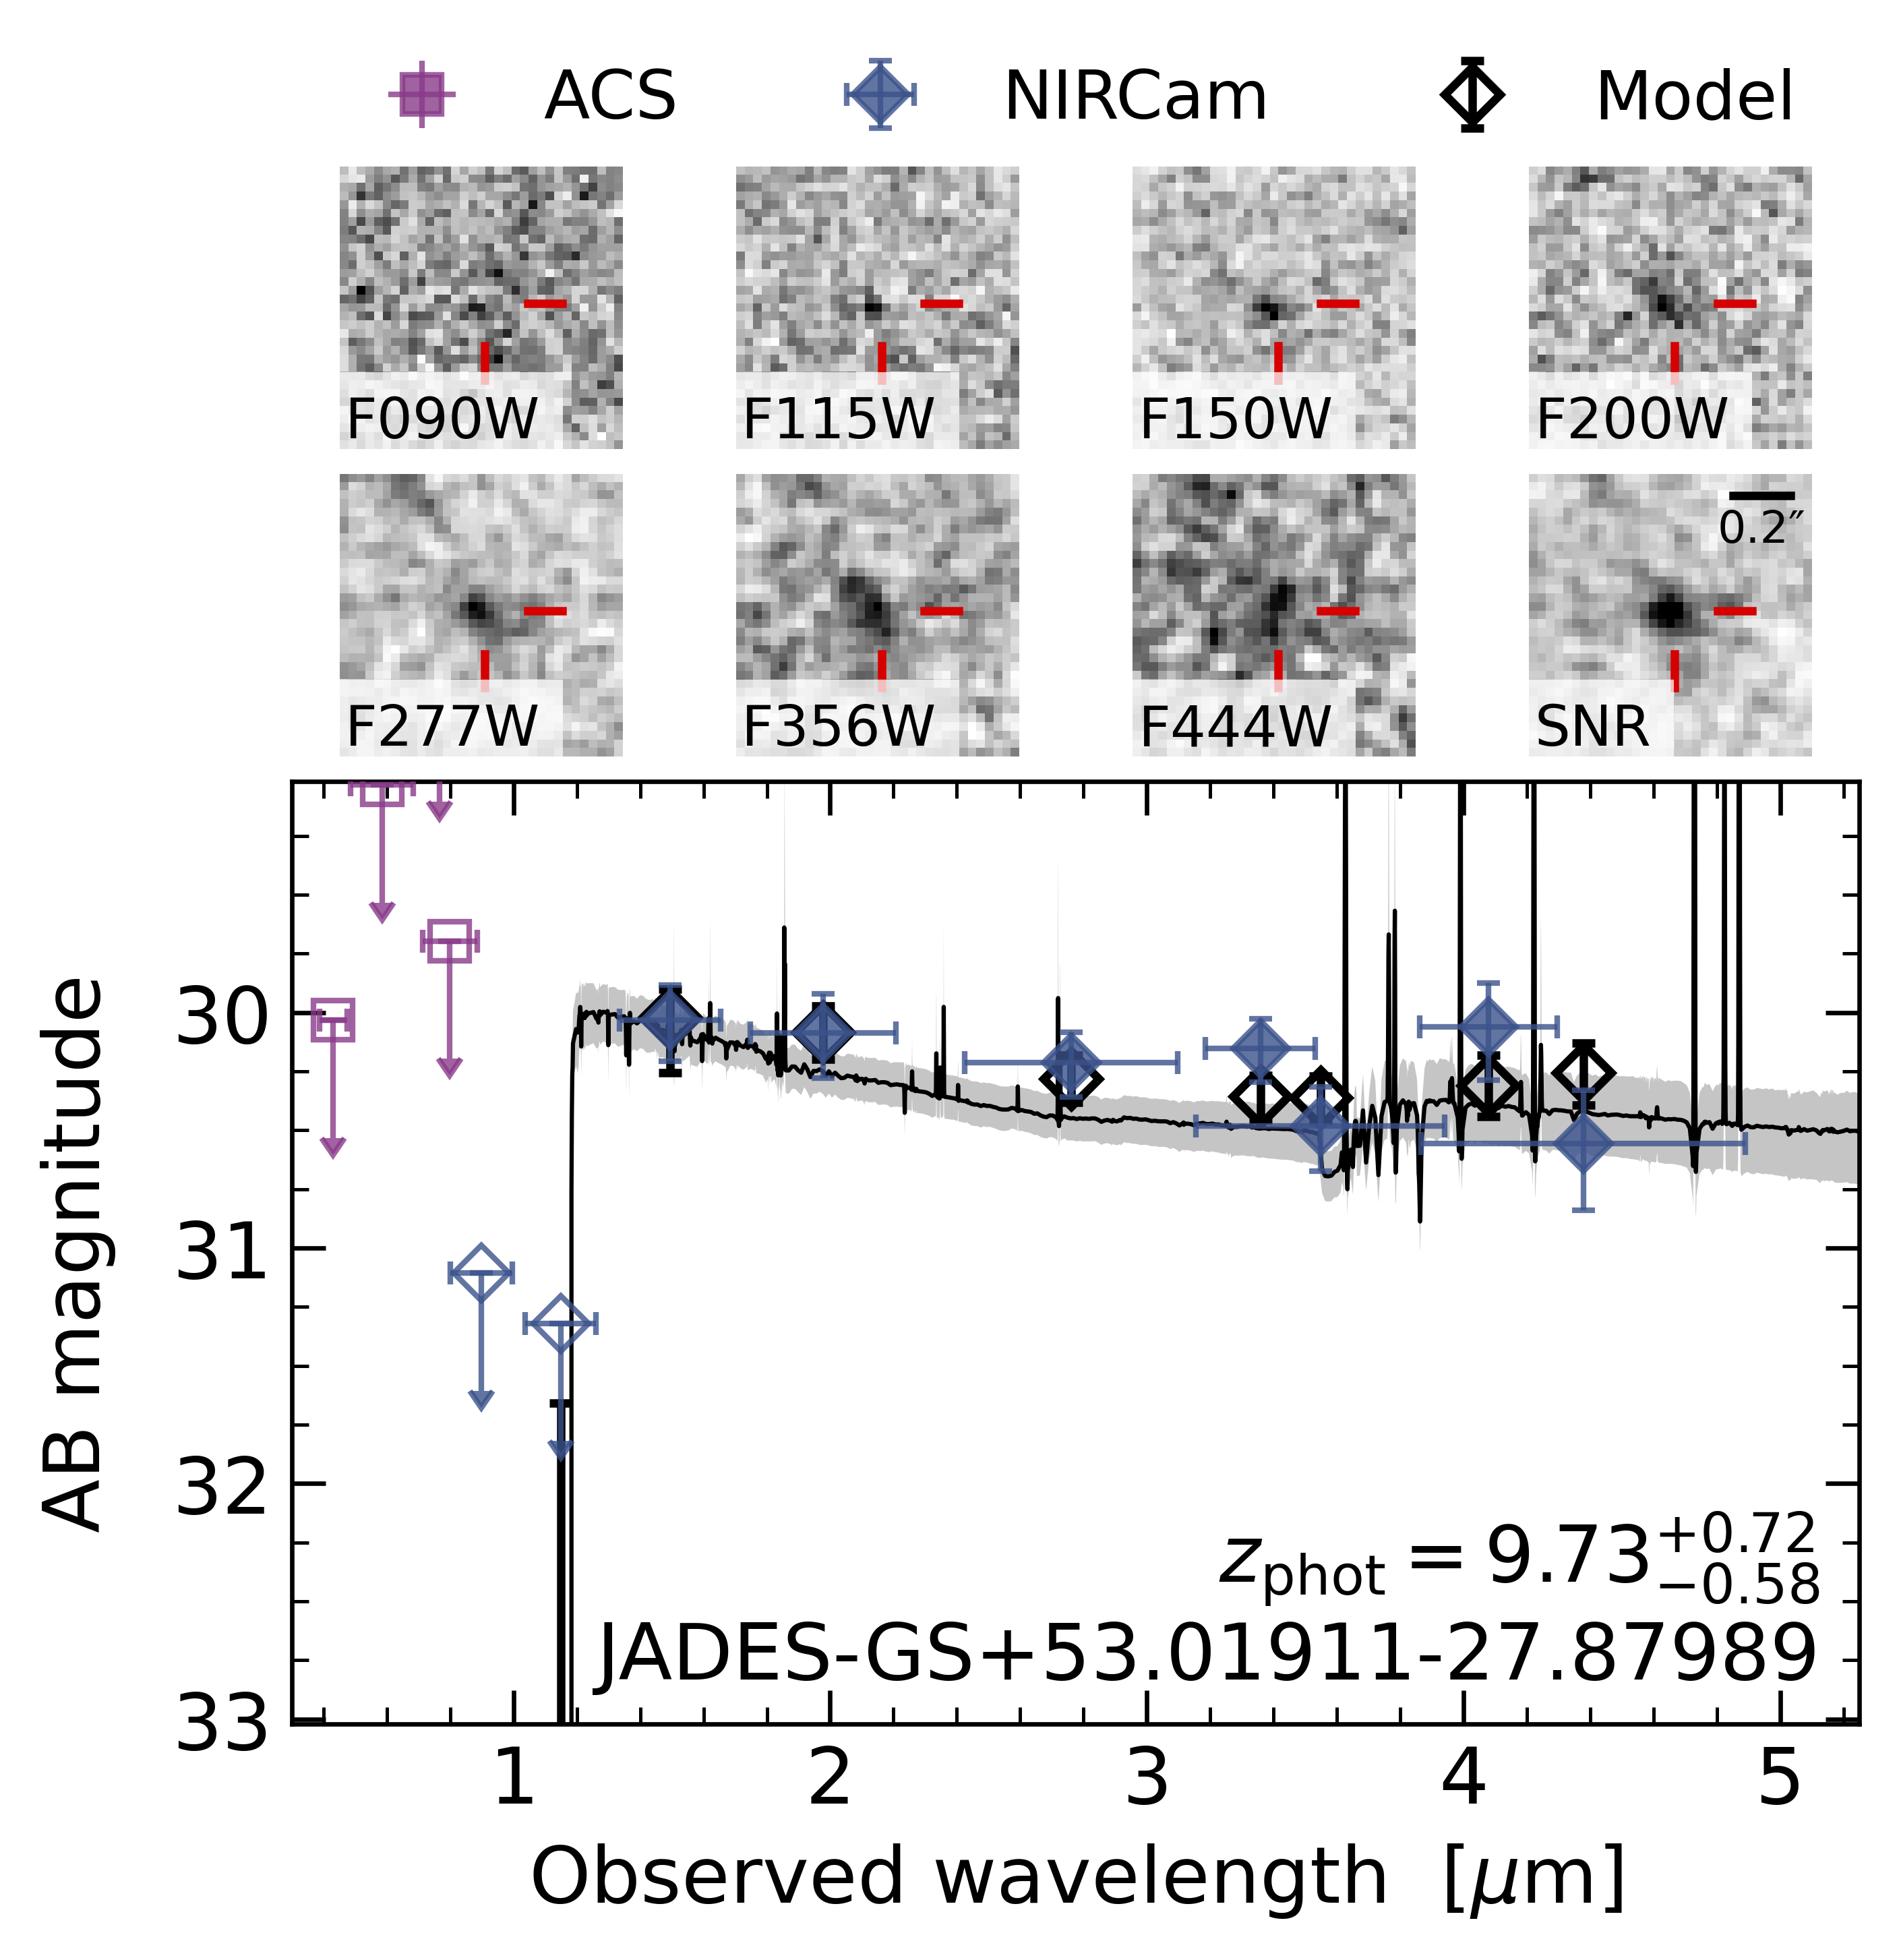 ACS NIRCam Model
F090W F115W F150W F200W
0.2″
F277W F356W F444W SNR
AB magnitude
30
31
32
33
z_phot = 9.73 +0.72 −0.58
JADES-GS+53.01911-27.87989
1 2 3 4 5
Observed wavelength [μm]